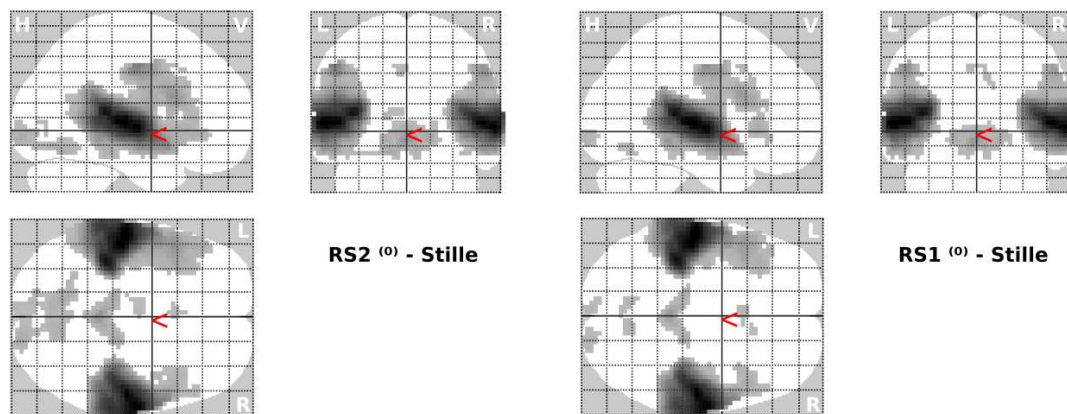 H V L R H V L R
< < < <
L L
RS2 (0) - Stille RS1 (0) - Stille
< <
R R